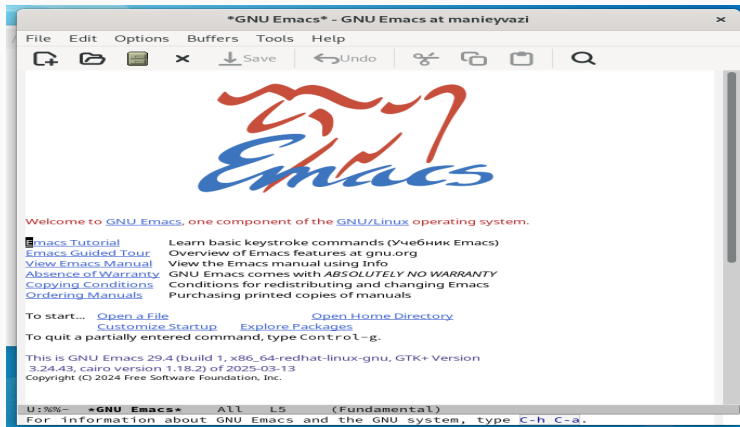 *GNU Emacs* - GNU Emacs at manieyvazi
File Edit Options Buffers Tools Help
Save Undo
Emacs
Welcome to GNU Emacs, one component of the GNU/Linux operating system.
Emacs Tutorial Learn basic keystroke commands (Учебник Emacs)
Emacs Guided Tour Overview of Emacs features at gnu.org
View Emacs Manual View the Emacs manual using Info
Absence of Warranty GNU Emacs comes with ABSOLUTELY NO WARRANTY
Copying Conditions Conditions for redistributing and changing Emacs
Ordering Manuals Purchasing printed copies of manuals
To start... Open a File Open Home Directory
Customize Startup Explore Packages
To quit a partially entered command, type Control-g.
This is GNU Emacs 29.4 (build 1, x86_64-redhat-linux-gnu, GTK+ Version
3.24.43, cairo version 1.18.2) of 2025-03-13
Copyright (C) 2024 Free Software Foundation, Inc.
U:%%- *GNU Emacs* All L5 (Fundamental)
For information about GNU Emacs and the GNU system, type C-h C-a.